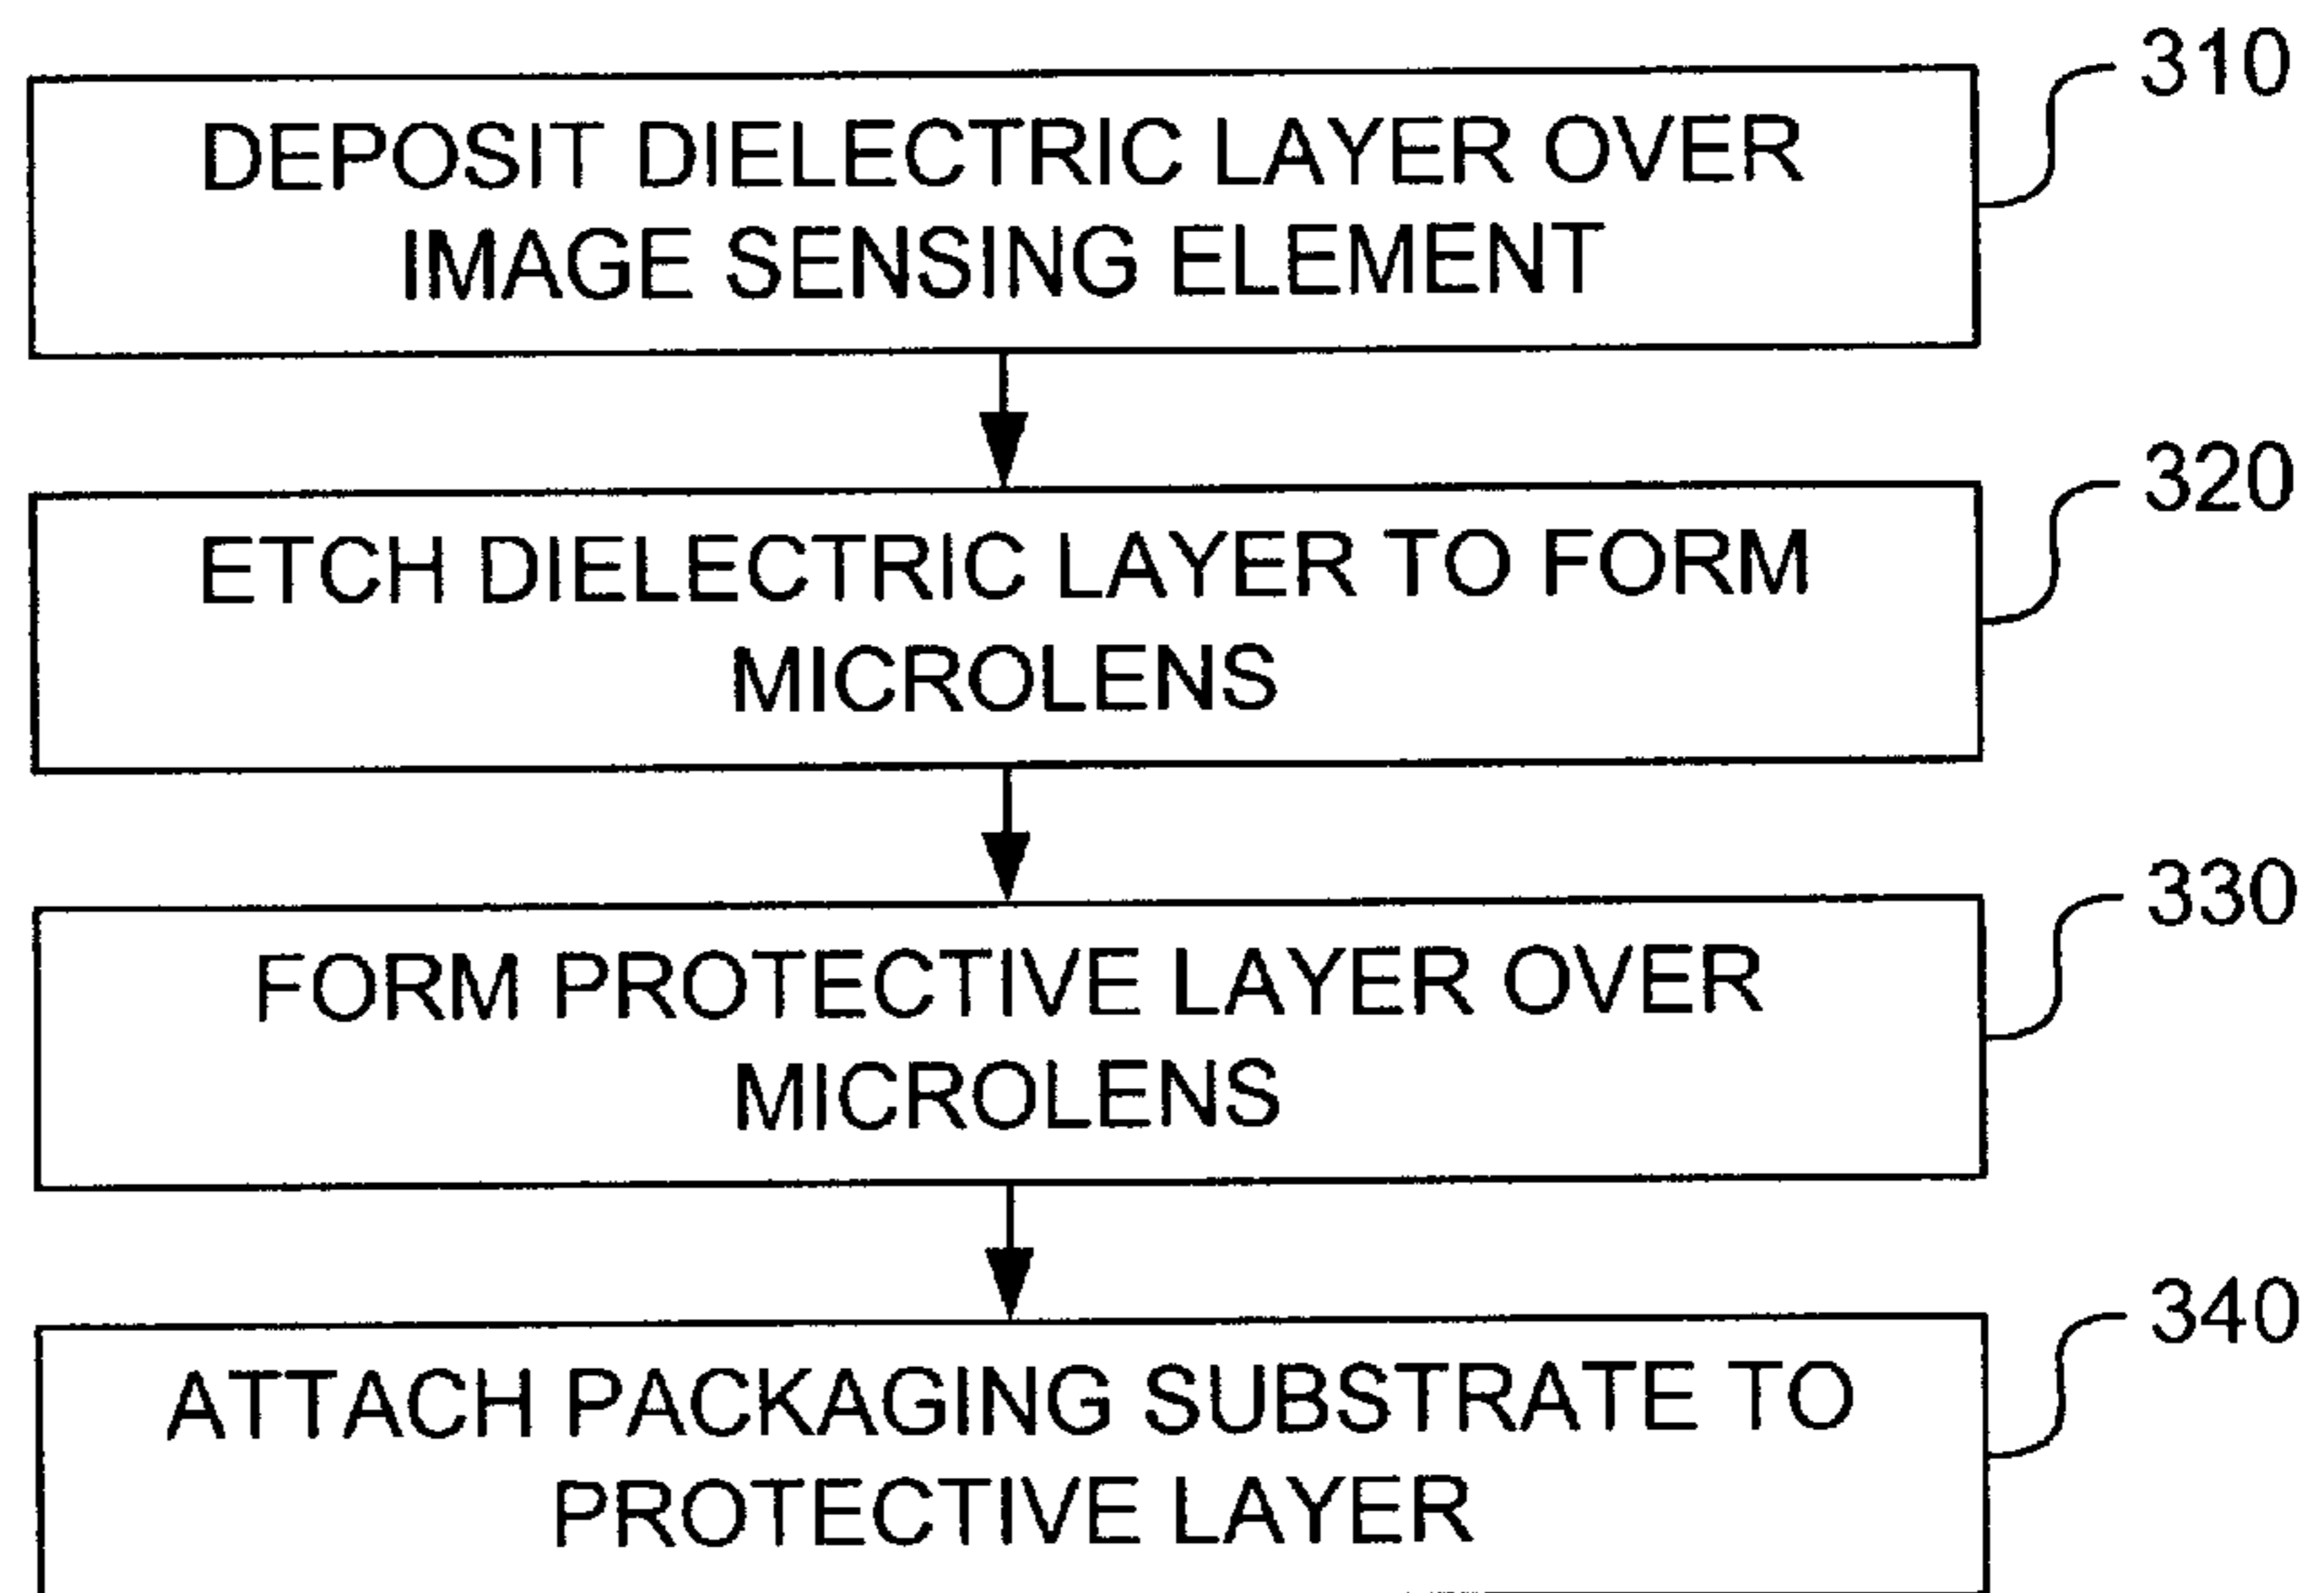 310
DEPOSIT DIELECTRIC LAYER OVER
IMAGE SENSING ELEMENT
320
ETCH DIELECTRIC LAYER TO FORM
MICROLENS
330
FORM PROTECTIVE LAYER OVER
MICROLENS
340
ATTACH PACKAGING SUBSTRATE TO
PROTECTIVE LAYER